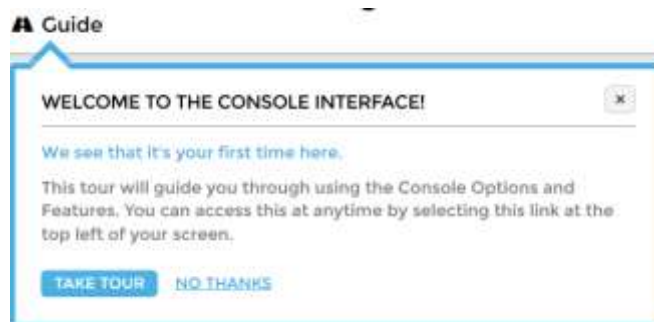 Guide
WELCOME TO THE CONSOLE INTERFACE!
×
We see that it's your first time here.
This tour will guide you through using the Console Options and
Features. You can access this at anytime by selecting this link at the
top left of your screen.
TAKE TOUR NO THANKS